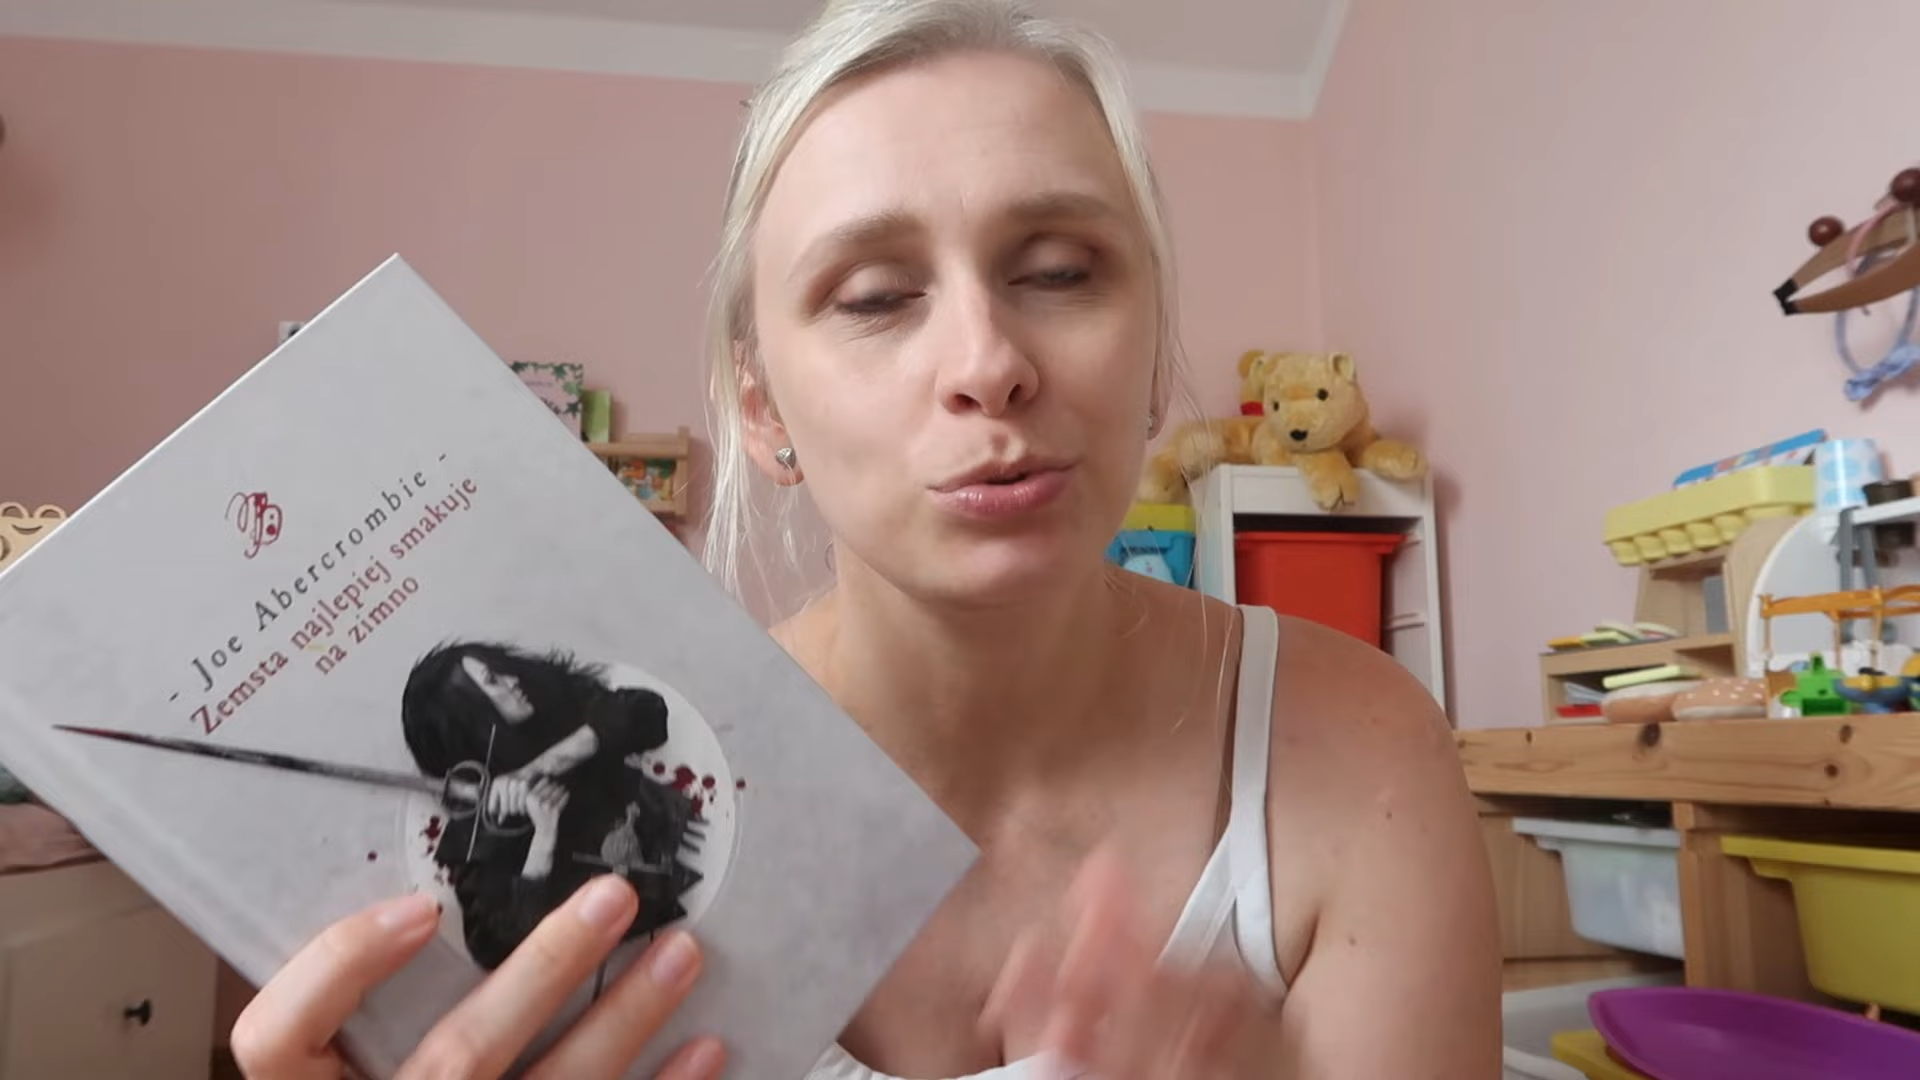 - Joe Abercrombie -
Zemsta najlepiej smakuje
na zimno